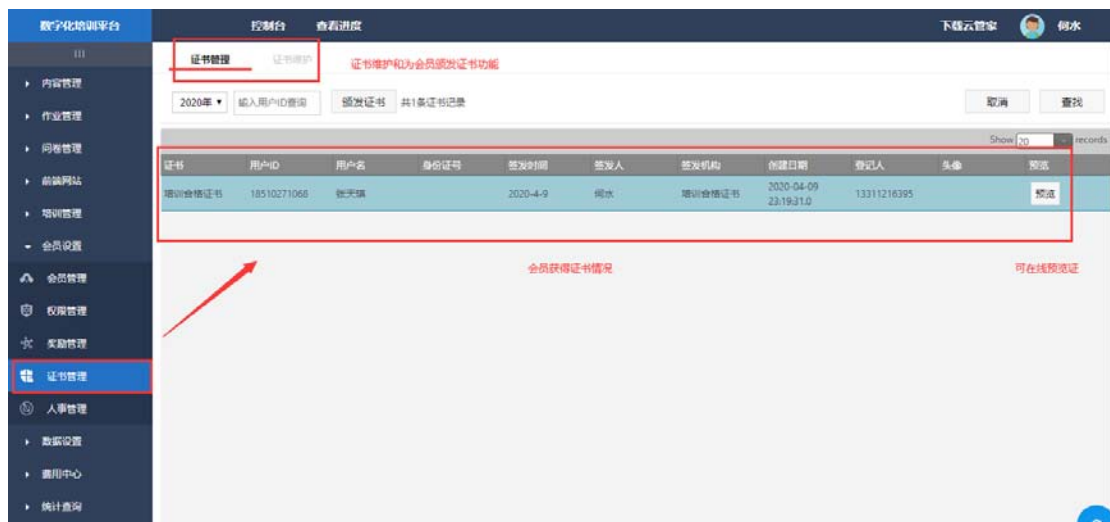 数字化培训平台 控制台 查看进度 下载云管家 何水
证书管理 证书维护 证书维护和为会员颁发证书功能
内容管理
2020年 输入用户ID查询 颁发证书 共1条证书记录 取消 查找
作业管理
Show 20 records
问卷管理
证书 用户ID 用户名 身份证号 签发时间 签发人 签发机构 创建日期 登记人 头像 预览
前端网站
培训合格证书 18510271068 张天琪 2020-4-9 何水 培训合格证书 2020-04-09 23:19:31.0 13311216395 预览
培训管理
会员设置
会员获得证书情况 可在线预览证
会员管理
权限管理
奖励管理
证书管理
人事管理
数据设置
费用中心
统计查询